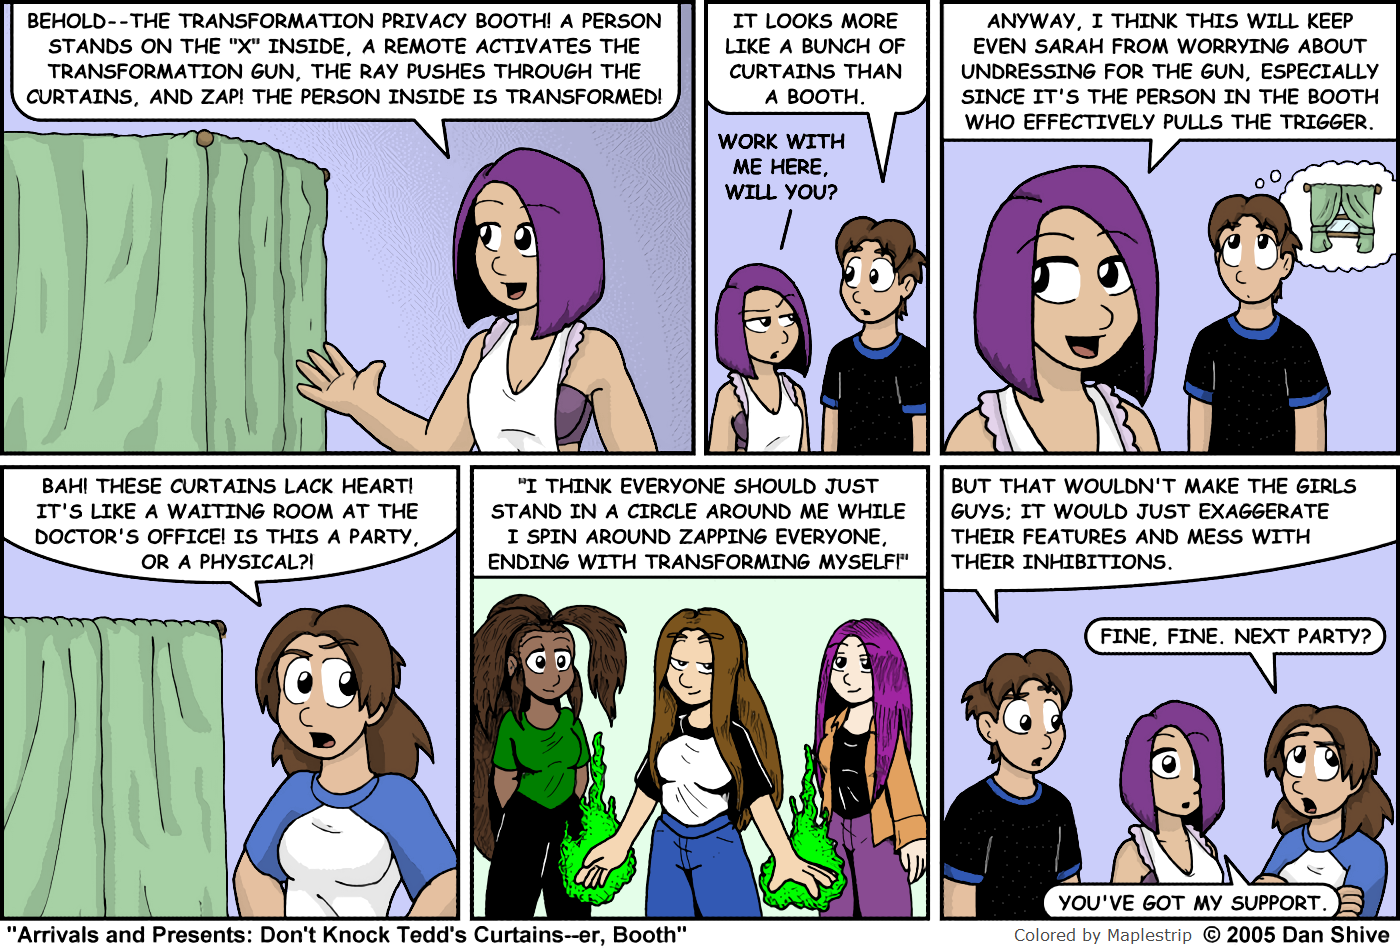 BEHOLD--THE TRANSFORMATION PRIVACY BOOTH! A PERSON
STANDS ON THE "X" INSIDE, A REMOTE ACTIVATES THE
TRANSFORMATION GUN, THE RAY PUSHES THROUGH THE
CURTAINS, AND ZAP! THE PERSON INSIDE IS TRANSFORMED!
IT LOOKS MORE
LIKE A BUNCH OF
CURTAINS THAN
A BOOTH.
WORK WITH
ME HERE,
WILL YOU?
ANYWAY, I THINK THIS WILL KEEP
EVEN SARAH FROM WORRYING ABOUT
UNDRESSING FOR THE GUN, ESPECIALLY
SINCE IT'S THE PERSON IN THE BOOTH
WHO EFFECTIVELY PULLS THE TRIGGER.
BAH! THESE CURTAINS LACK HEART!
IT'S LIKE A WAITING ROOM AT THE
DOCTOR'S OFFICE! IS THIS A PARTY,
OR A PHYSICAL?!
"I THINK EVERYONE SHOULD JUST
STAND IN A CIRCLE AROUND ME WHILE
I SPIN AROUND ZAPPING EVERYONE,
ENDING WITH TRANSFORMING MYSELF!"
BUT THAT WOULDN'T MAKE THE GIRLS
GUYS; IT WOULD JUST EXAGGERATE
THEIR FEATURES AND MESS WITH
THEIR INHIBITIONS.
FINE, FINE. NEXT PARTY?
YOU'VE GOT MY SUPPORT.
"Arrivals and Presents: Don't Knock Tedd's Curtains--er, Booth"
Colored by Maplestrip © 2005 Dan Shive